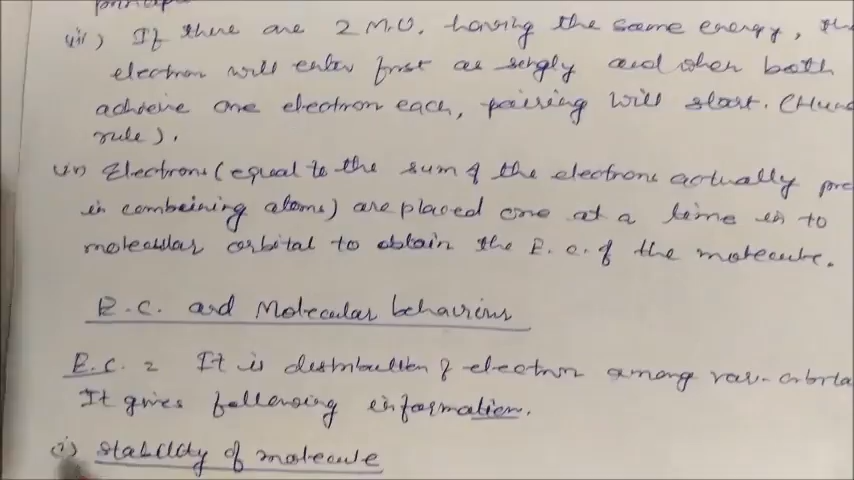 iii) If there are 2 M.O. having the same energy, the
electron will enter first as singly and when both
achieve one electron each, pairing will start. (Hund
rule).
iv) Electrons (equal to the sum of the electrons actually pre
in combeining atoms) are placed one at a time in to
molecular orbital to obtain the E.C. of the molecule.
E.C. and Molecular behaviour
E.C. = It is distribution of electron among var. orbita
It gives following information.
(i) stability of molecule